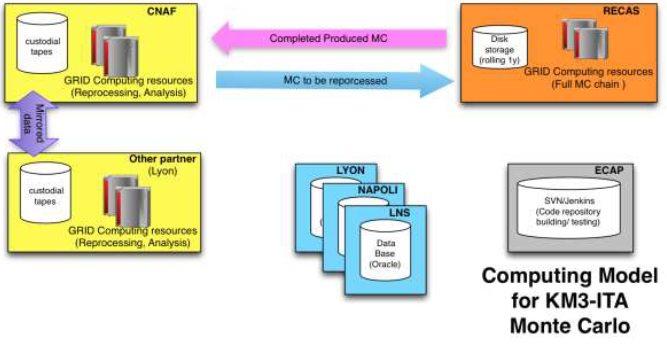 CNAF
custodial
tapes
GRID Computing resources
(Reprocessing, Analysis)
Completed Produced MC
MC to be reporcessed
RECAS
Disk
storage
(rolling 1y)
GRID Computing resources
(Full MC chain )
Mirrored
data
Other partner
(Lyon)
custodial
tapes
GRID Computing resources
(Reprocessing, Analysis)
LYON
NAPOLI
LNS
Data
Base
(Oracle)
ECAP
SVN/Jenkins
(Code repository
building/ testing)
Computing Model
for KM3-ITA
Monte Carlo